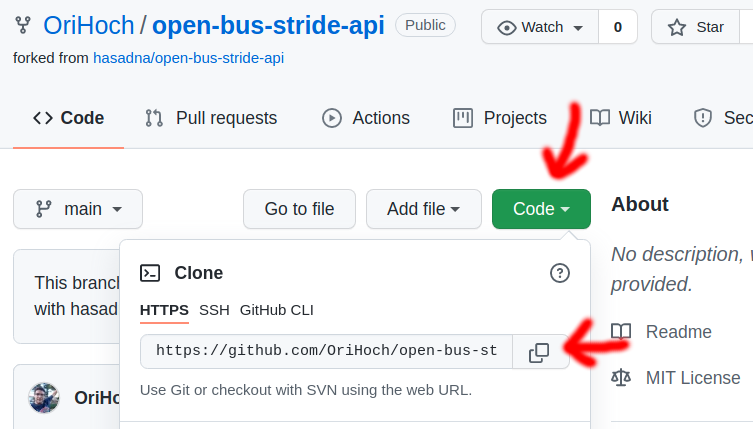 OriHoch / open-bus-stride-api Public Watch 0 Star
forked from hasadna/open-bus-stride-api
Code Pull requests Actions Projects Wiki Sec
main Go to file Add file Code About
This branch
with hasad
No description, w
provided.
Clone
HTTPS SSH GitHub CLI
https://github.com/OriHoch/open-bus-st
Use Git or checkout with SVN using the web URL.
Readme
MIT License
OriHo